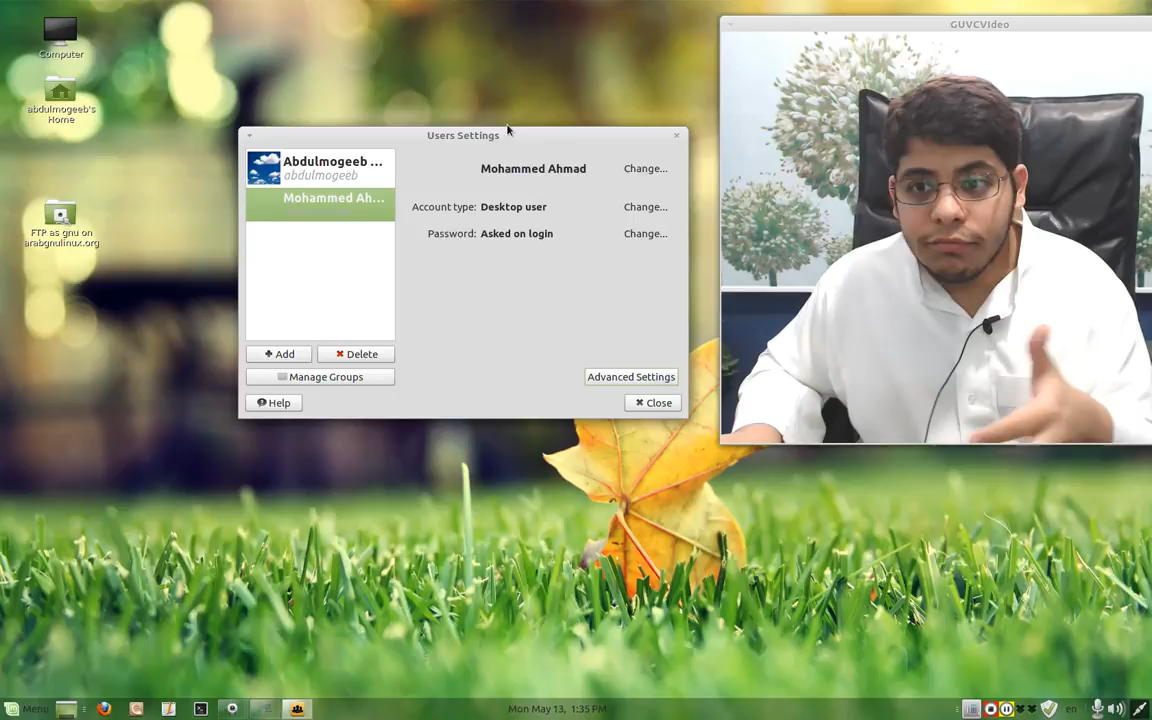 GUVCVIdeo
Computer
abdulmogeeb's
Home
FTP as gnu on
arabgnulinux.org
Users Settings
Abdulmogeeb ...
abdulmogeeb
Mohammed Ah...
Mohammed Ahmad
Change...
Account type: Desktop user
Change...
Password: Asked on login
Change...
Add
Delete
Manage Groups
Advanced Settings
Help
Close
Menu
Mon May 13, 1:35 PM
en